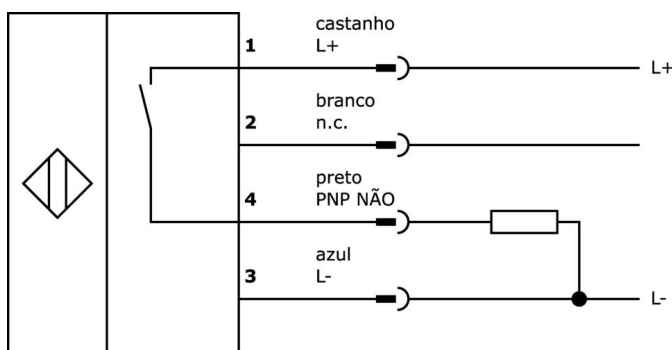 castanho
1 L+
L+
branco
2 n.c.
preto
4 PNP NÃO
azul
3 L-
L-